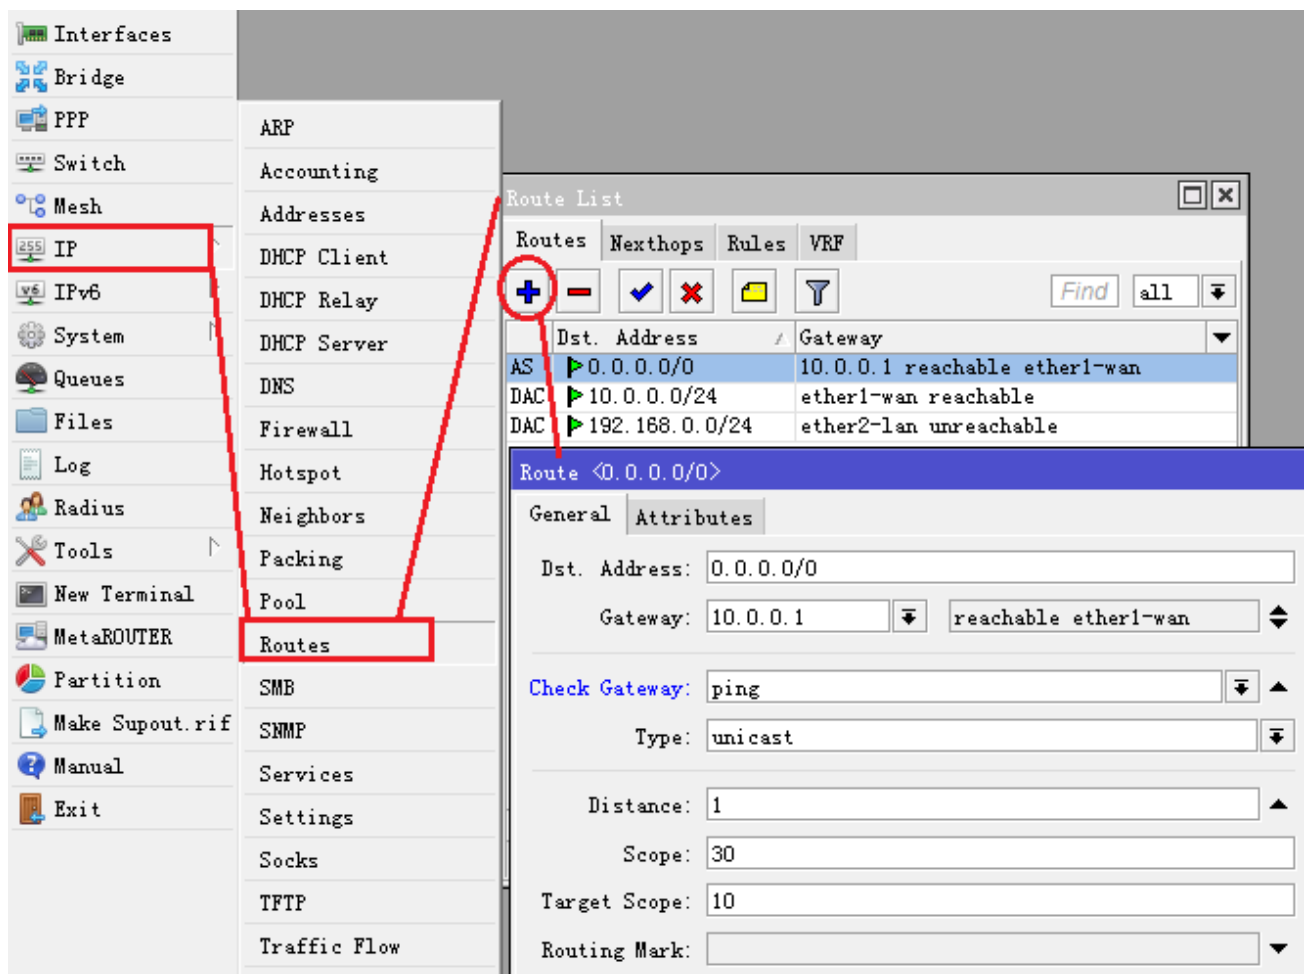 Interfaces
Bridge
PPP
Switch
Mesh
255 IP
v6 IPv6
System
Queues
Files
Log
Radius
Tools
New Terminal
MetaROUTER
Partition
Make Supout.rif
Manual
Exit
ARP
Accounting
Addresses
DHCP Client
DHCP Relay
DHCP Server
DNS
Firewall
Hotspot
Neighbors
Packing
Pool
Routes
SMB
SNMP
Services
Settings
Socks
TFTP
Traffic Flow
Route List
Routes Nexthops Rules VRF
Find all
Dst. Address Gateway
AS 0.0.0.0/0 10.0.0.1 reachable ether1-wan
DAC 10.0.0.0/24 ether1-wan reachable
DAC 192.168.0.0/24 ether2-lan unreachable
Route <0.0.0.0/0>
General Attributes
Dst. Address: 0.0.0.0/0
Gateway: 10.0.0.1 reachable ether1-wan
Check Gateway: ping
Type: unicast
Distance: 1
Scope: 30
Target Scope: 10
Routing Mark: